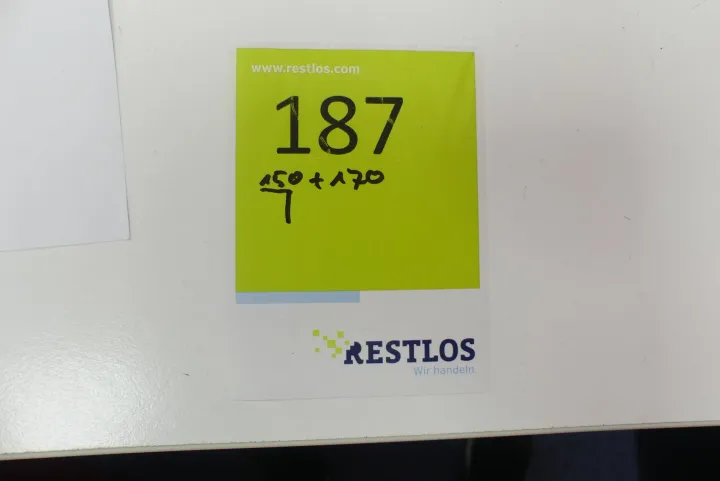 www.restlos.com
187
150 + 170
RESTLOS
Wir handeln